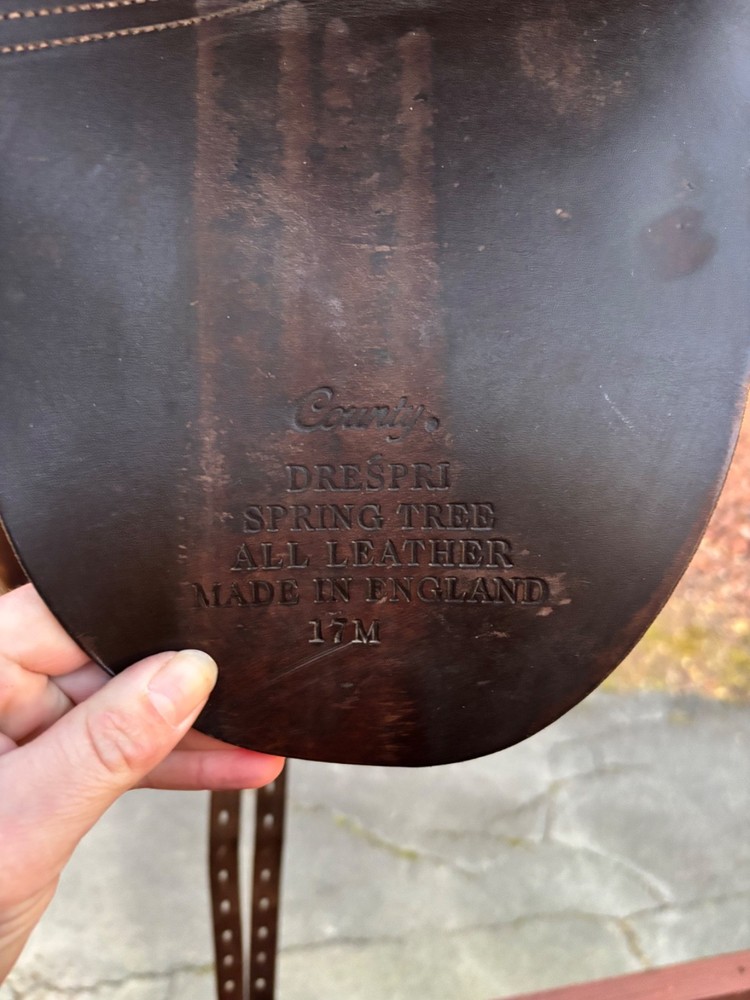 County
DRESPRI
SPRING TREE
ALL LEATHER
MADE IN ENGLAND
17M